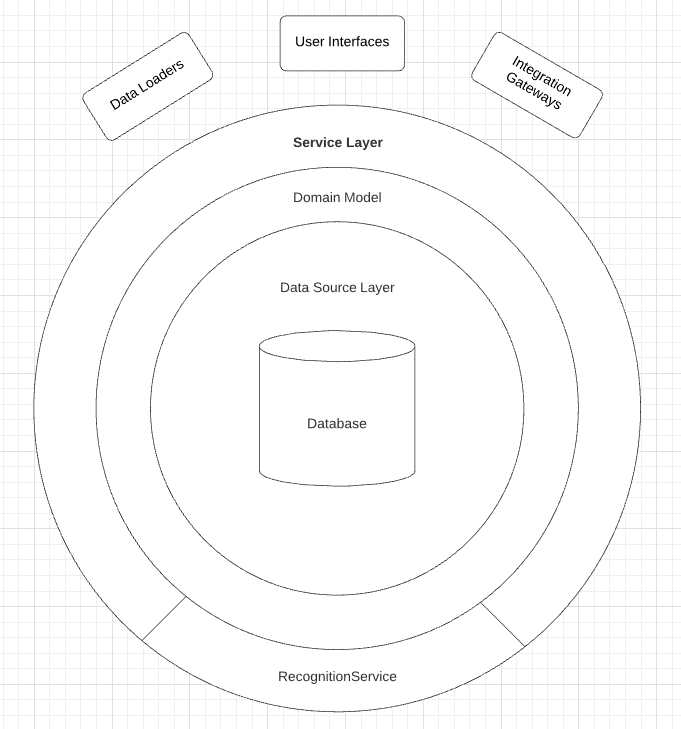 User Interfaces
Data Loaders
Integration
Gateways
Service Layer
Domain Model
Data Source Layer
Database
RecognitionService